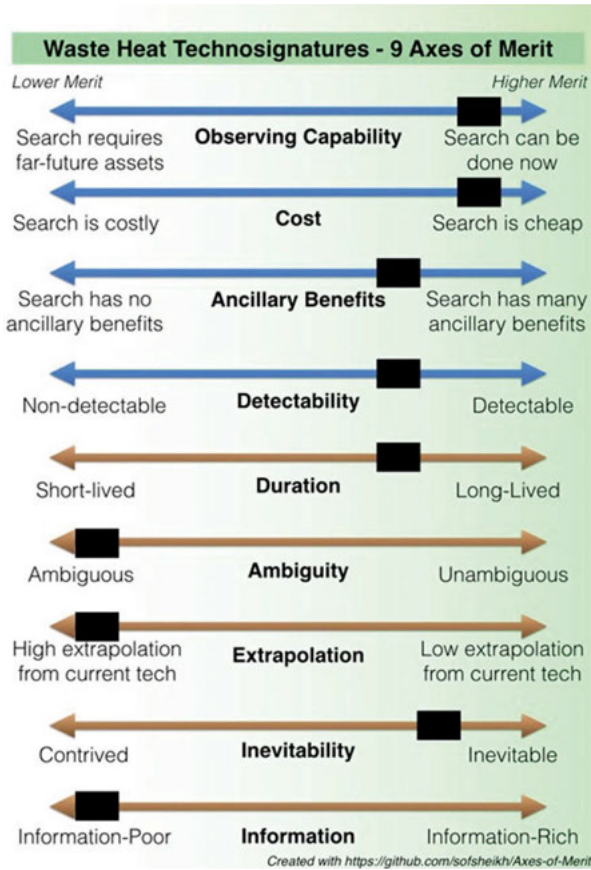 Waste Heat Technosignatures - 9 Axes of Merit
Lower Merit
Higher Merit
Search requires
far-future assets
Observing Capability
Search can be
done now
Search is costly
Cost
Search is cheap
Search has no
ancillary benefits
Ancillary Benefits
Search has many
ancillary benefits
Non-detectable
Detectability
Detectable
Short-lived
Duration
Long-Lived
Ambiguous
Ambiguity
Unambiguous
High extrapolation
from current tech
Extrapolation
Low extrapolation
from current tech
Contrived
Inevitability
Inevitable
Information-Poor
Information
Information-Rich
Created with https://github.com/sofsheikh/Axes-of-Merit